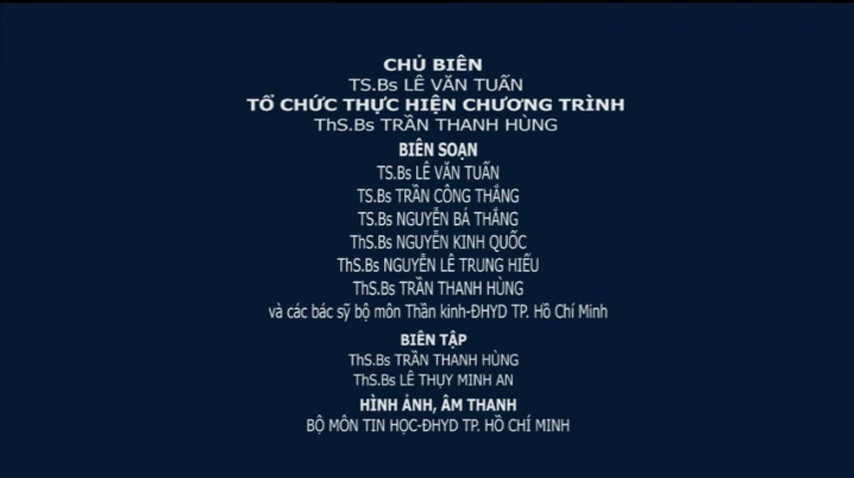 CHỦ BIÊN
TS.Bs LÊ VĂN TUẤN
TỔ CHỨC THỰC HIỆN CHƯƠNG TRÌNH
ThS.Bs TRẦN THANH HÙNG
BIÊN SOẠN
TS.Bs LÊ VĂN TUẤN
TS.Bs TRẦN CÔNG THẮNG
TS.Bs NGUYỄN BÁ THẮNG
ThS.Bs NGUYỄN KINH QUỐC
ThS.Bs NGUYỄN LÊ TRUNG HIẾU
ThS.Bs TRẦN THANH HÙNG
và các bác sỹ bộ môn Thần kinh-ĐHYD TP. Hồ Chí Minh
BIÊN TẬP
ThS.Bs TRẦN THANH HÙNG
ThS.Bs LÊ THỤY MINH AN
HÌNH ẢNH, ÂM THANH
BỘ MÔN TIN HỌC-ĐHYD TP. HỒ CHÍ MINH